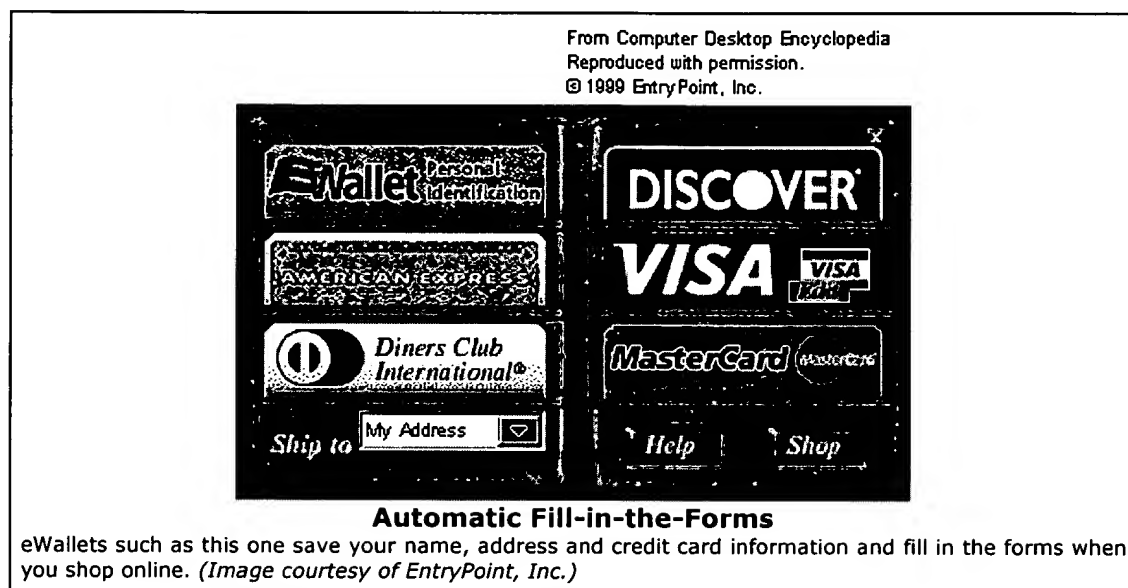 From Computer Desktop Encyclopedia
Reproduced with permission.
© 1999 EntryPoint, Inc.
eWallet Personal
Identification
AMERICAN EXPRESS
Diners Club
International®
Ship to My Address
DISCOVER
VISA VISA
MasterCard MasterCard
Help Shop
Automatic Fill-in-the-Forms
eWallets such as this one save your name, address and credit card information and fill in the forms when
you shop online. (Image courtesy of EntryPoint, Inc.)